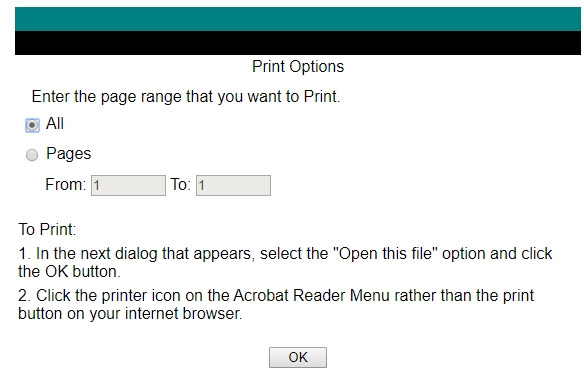 Print Options
Enter the page range that you want to Print.
All
Pages
From: 1 To: 1
To Print:
1. In the next dialog that appears, select the "Open this file" option and click
the OK button.
2. Click the printer icon on the Acrobat Reader Menu rather than the print
button on your internet browser.
OK